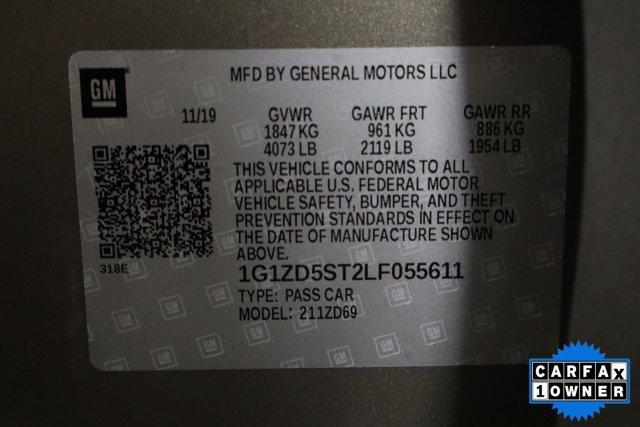 GM
MFD BY GENERAL MOTORS LLC
11/19 GVWR GAWR FRT GAWR RR
1847 KG 961 KG 886 KG
4073 LB 2119 LB 1954 LB
THIS VEHICLE CONFORMS TO ALL
APPLICABLE U.S. FEDERAL MOTOR
VEHICLE SAFETY, BUMPER, AND THEFT
PREVENTION STANDARDS IN EFFECT ON
THE DATE OF MANUFACTURE SHOWN
ABOVE.
318E
1G1ZD5ST2LF055611
TYPE: PASS CAR
MODEL: 211ZD69
CARFAX
1 OWNER